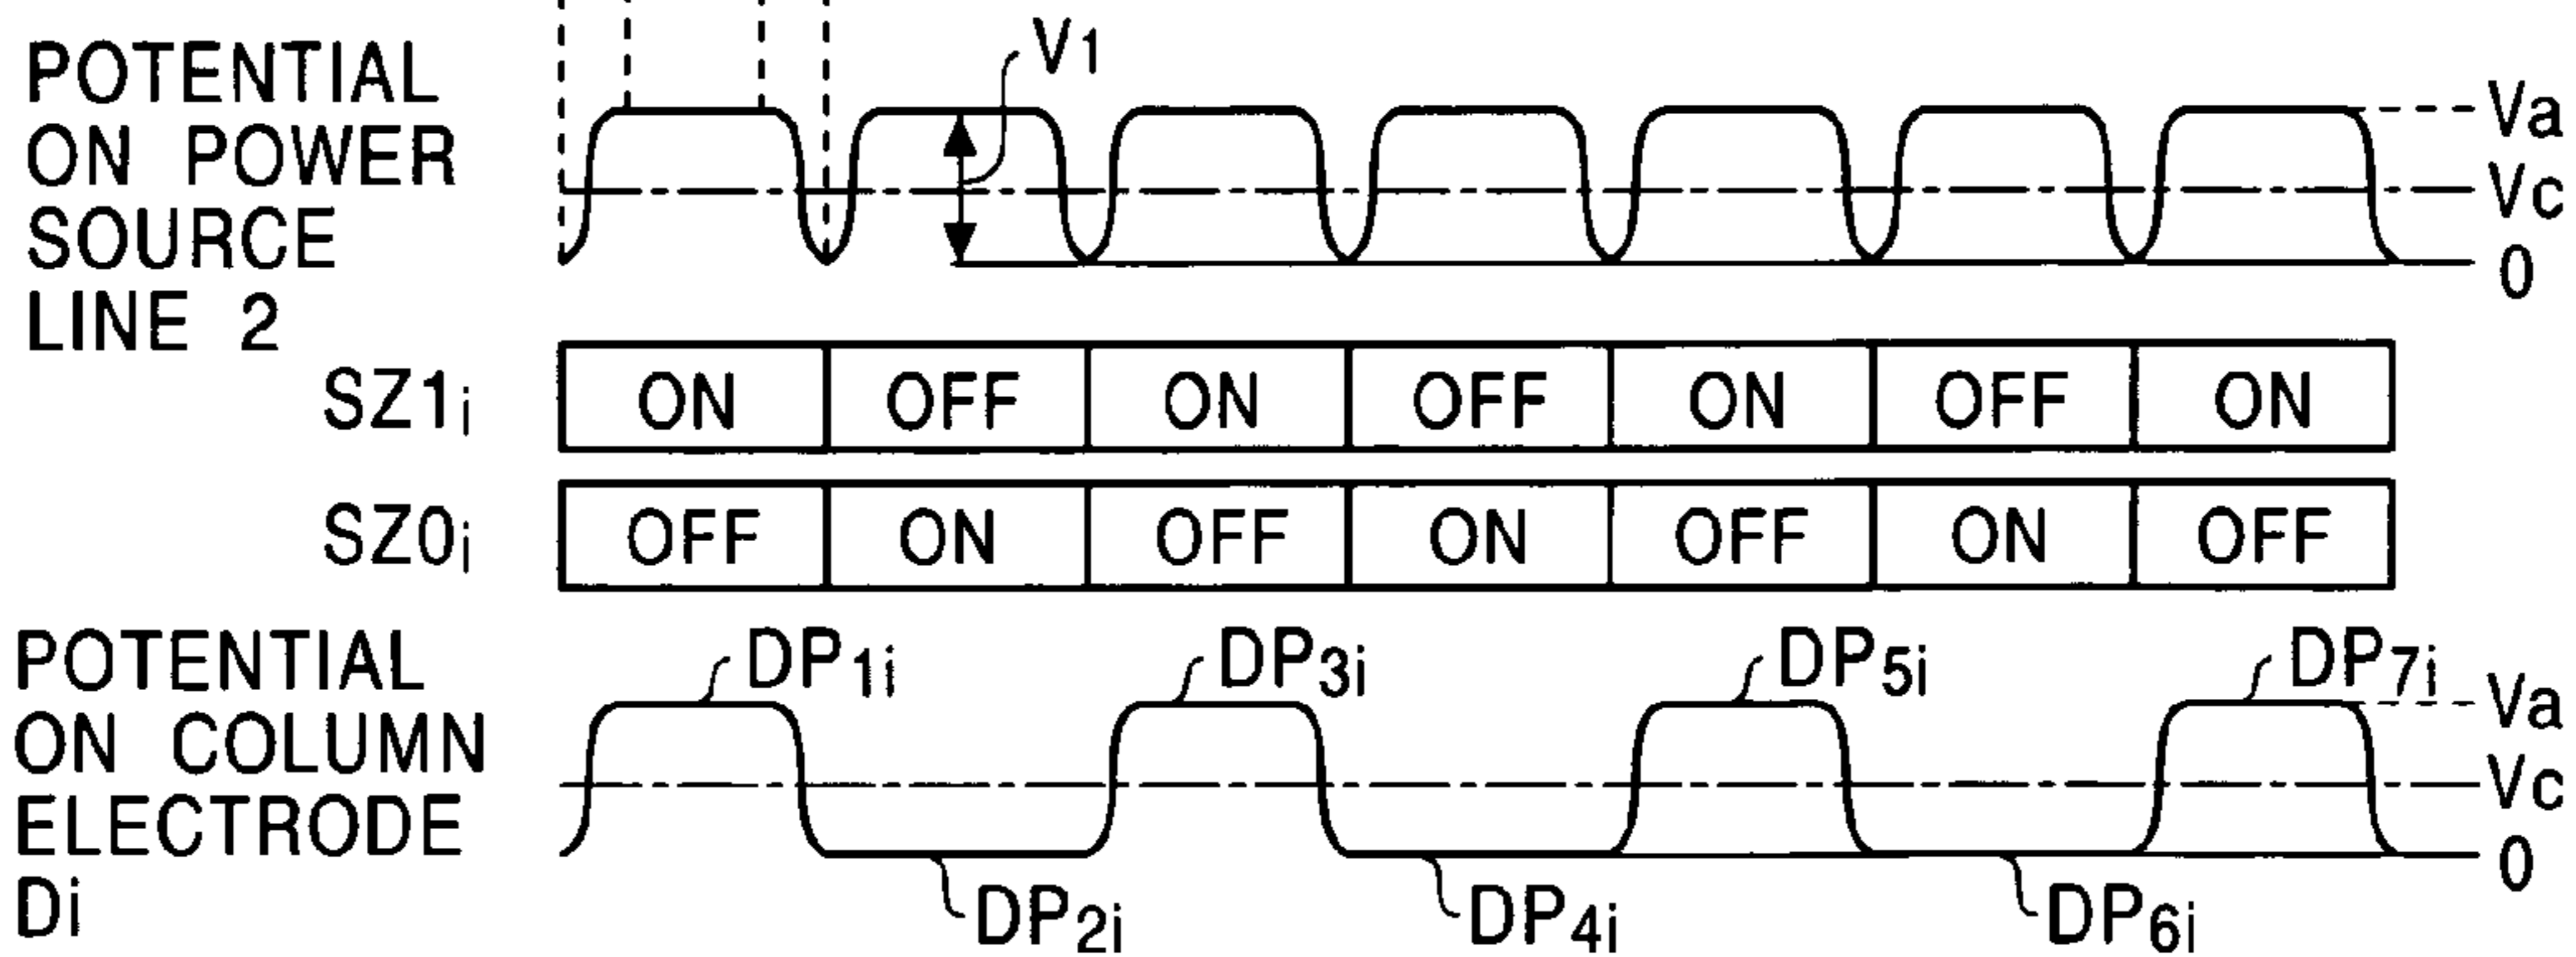 POTENTIAL
ON POWER
SOURCE
LINE 2
V1
Va
Vc
0
SZ1i ON OFF ON OFF ON OFF ON
SZ0i OFF ON OFF ON OFF ON OFF
POTENTIAL
ON COLUMN
ELECTRODE
Di
DP1i DP3i DP5i DP7i
Va
Vc
0
DP2i DP4i DP6i